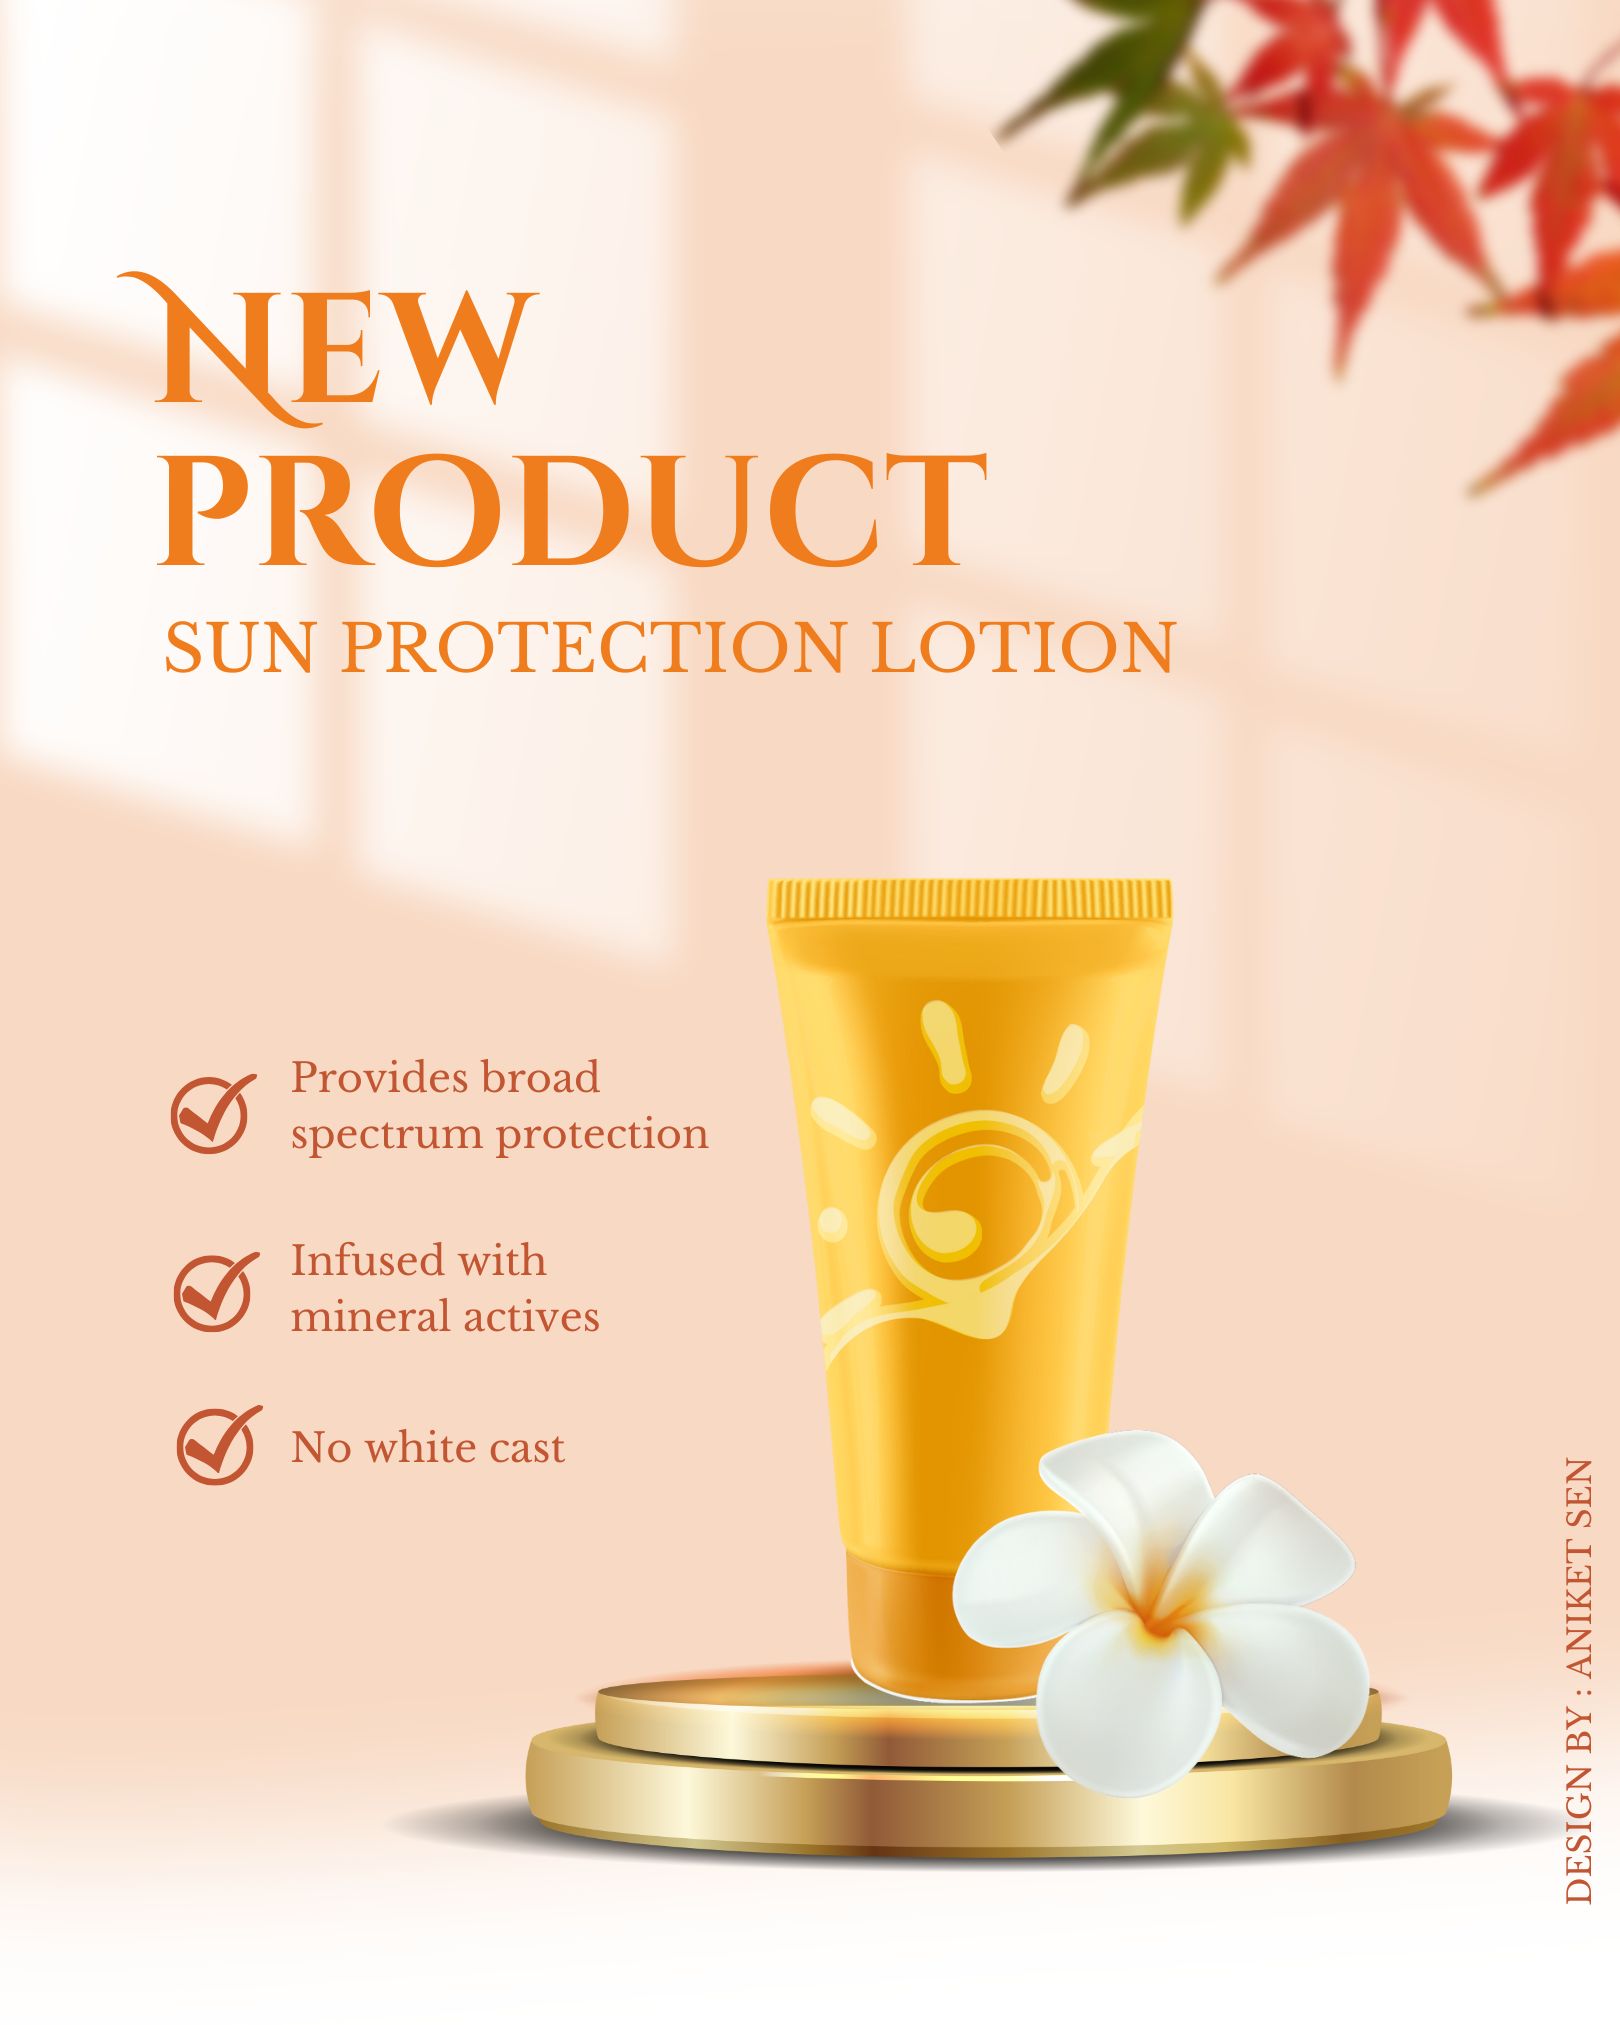 NEW
PRODUCT
SUN PROTECTION LOTION
Provides broad
spectrum protection
Infused with
mineral actives
No white cast
DESIGN BY : ANIKET SEN